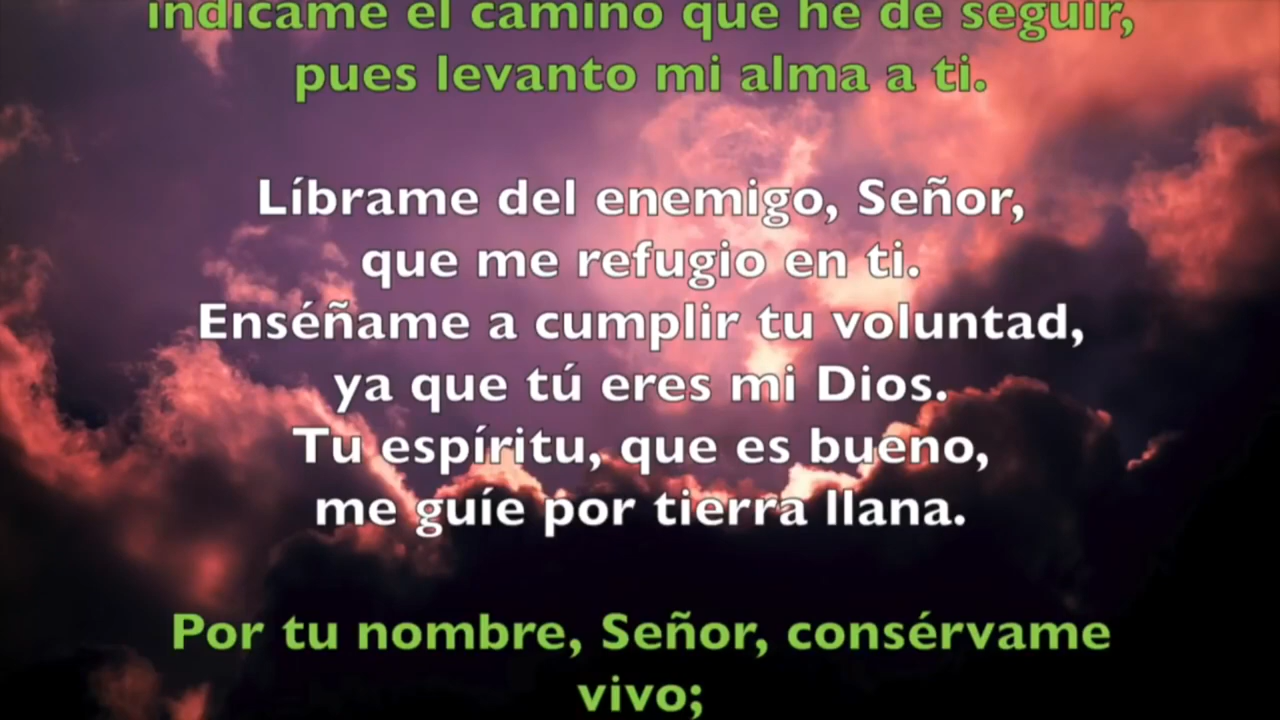 indícame el camino que he de seguir,
pues levanto mi alma a ti.
Líbrame del enemigo, Señor,
que me refugio en ti.
Enséñame a cumplir tu voluntad,
ya que tú eres mi Dios.
Tu espíritu, que es bueno,
me guíe por tierra llana.
Por tu nombre, Señor, consérvame
vivo;